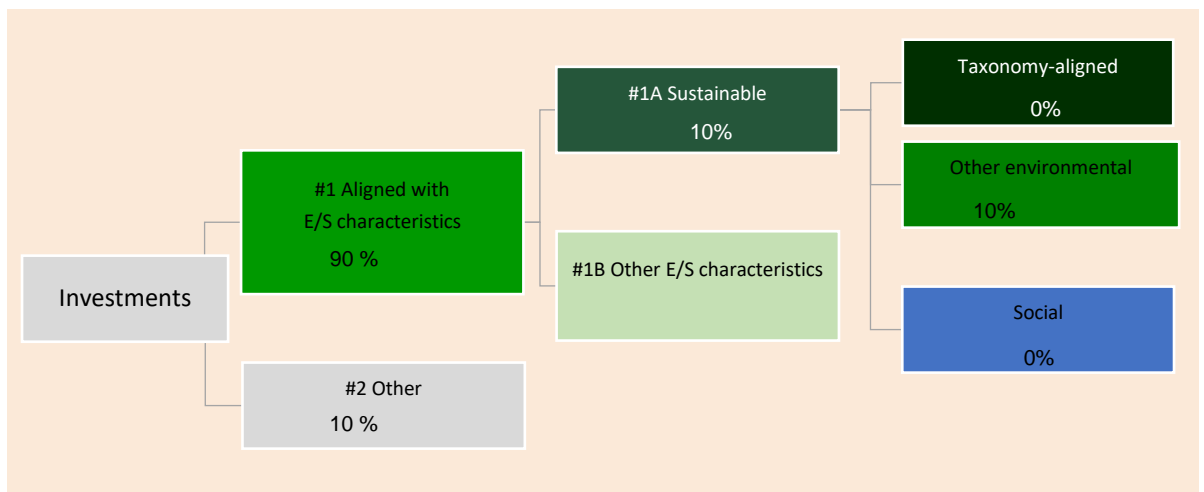 Investments
#1 Aligned with
E/S characteristics
90 %
#2 Other
10 %
#1A Sustainable
10%
#1B Other E/S characteristics
Taxonomy-aligned
0%
Other environmental
10%
Social
0%